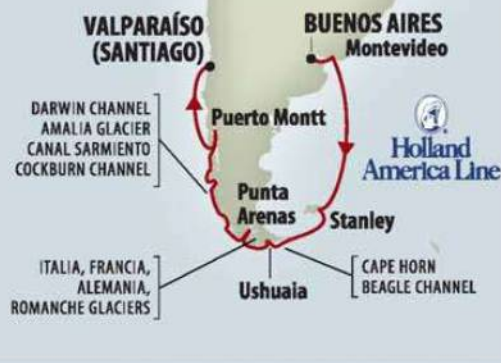 VALPARAÍSO
(SANTIAGO)
BUENOS AIRES
Montevideo
DARWIN CHANNEL
AMALIA GLACIER
CANAL SARMIENTO
COCKBURN CHANNEL
Puerto Montt
Holland
America Line
Punta
Arenas
Stanley
ITALIA, FRANCIA,
ALEMANIA,
ROMANCHE GLACIERS
Ushuaia
CAPE HORN
BEAGLE CHANNEL